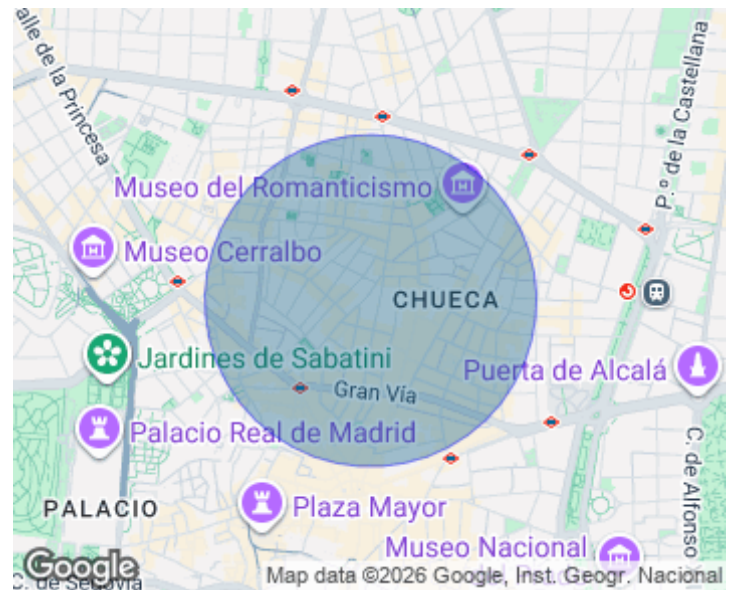 alle de la Princesa
P.º de la Castellana
Museo del Romanticismo
Museo Cerralbo
CHUECA
Jardines de Sabatini
Puerta de Alcalá
Gran Vía
Palacio Real de Madrid
C. de Alfonso X
PALACIO
Plaza Mayor
Museo Nacional
Google
C. de Segovia
Map data ©2026 Google, Inst. Geogr. Nacional